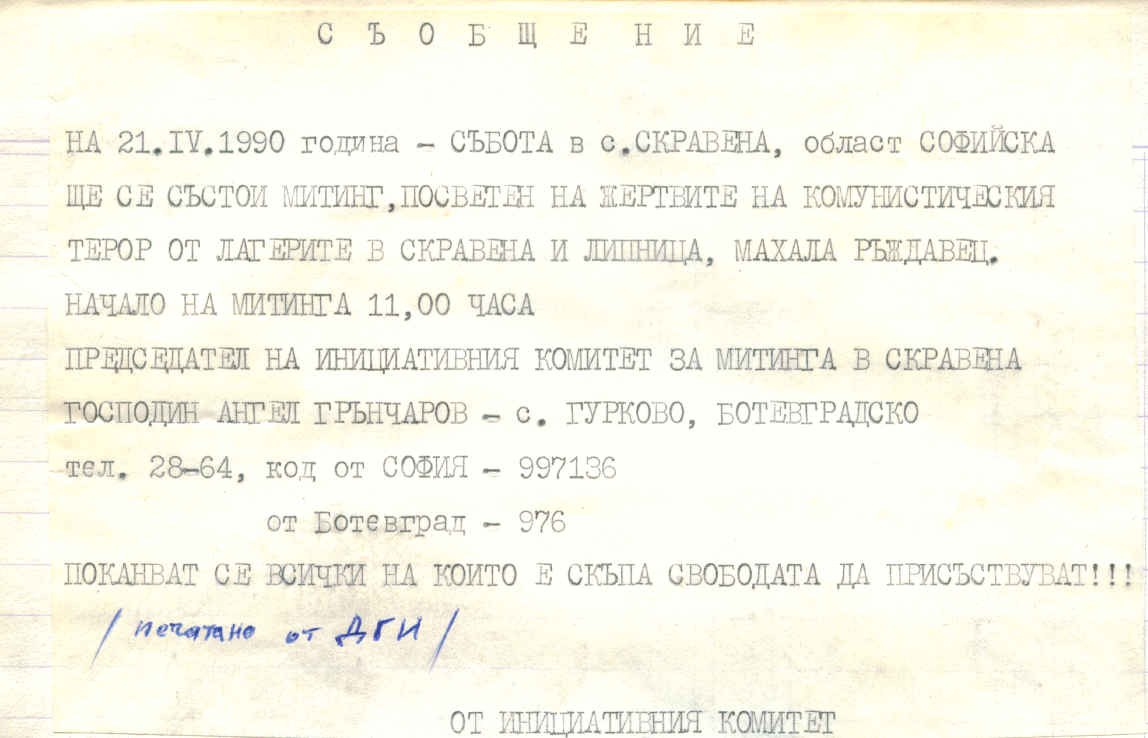 СЪОБЩЕНИЕ
НА 21.IV.1990 година – СЪБОТА в с.СКРАВЕНА, област СОФИЙСКА
ЩЕ СЕ СЪСТОИ МИТИНГ,ПОСВЕТЕН НА ЖЕРТВИТЕ НА КОМУНИСТИЧЕСКИЯ
ТЕРОР ОТ ЛАГЕРИТЕ В СКРАВЕНА И ЛИПНИЦА, МАХАЛА РЪЖДАВЕЦ.
НАЧАЛО НА МИТИНГА 11,00 ЧАСА
ПРЕДСЕДАТЕЛ НА ИНИЦИАТИВНИЯ КОМИТЕТ ЗА МИТИНГА В СКРАВЕНА
ГОСПОДИН АНГЕЛ ГРЪНЧАРОВ – с. ГУРКОВО, БОТЕВГРАДСКО
тел. 28-64, код от СОФИЯ – 997136
от Ботевград – 976
ПОКАНВАТ СЕ ВСИЧКИ НА КОИТО Е СКЪПА СВОБОДАТА ДА ПРИСЪСТВУВАТ!!!
/ печатано от ДГИ /
ОТ ИНИЦИАТИВНИЯ КОМИТЕТ